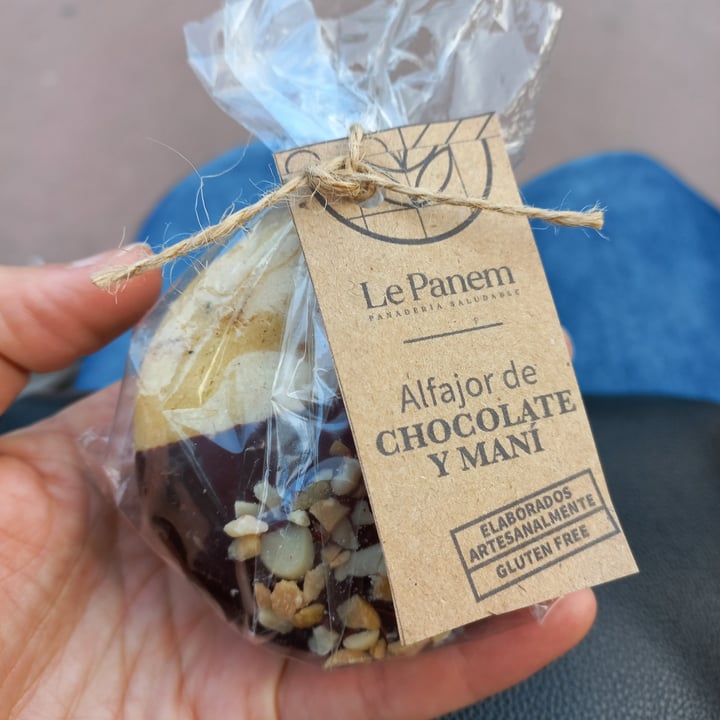 Le Panem
PANADERÍA SALUDABLE
Alfajor de
CHOCOLATE
Y MANÍ
ELABORADOS
ARTESANALMENTE
GLUTEN FREE